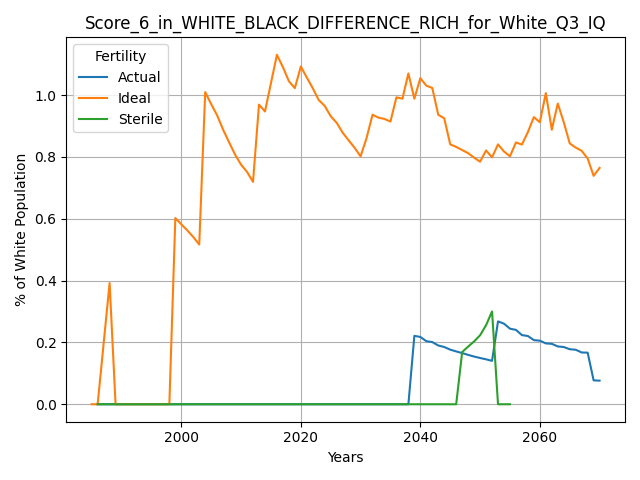 Score_6_in_WHITE_BLACK_DIFFERENCE_RICH_for_White_Q3_IQ
Fertility
Actual
Ideal
Sterile
% of White Population
1.0
0.8
0.6
0.4
0.2
0.0
2000 2020 2040 2060
Years